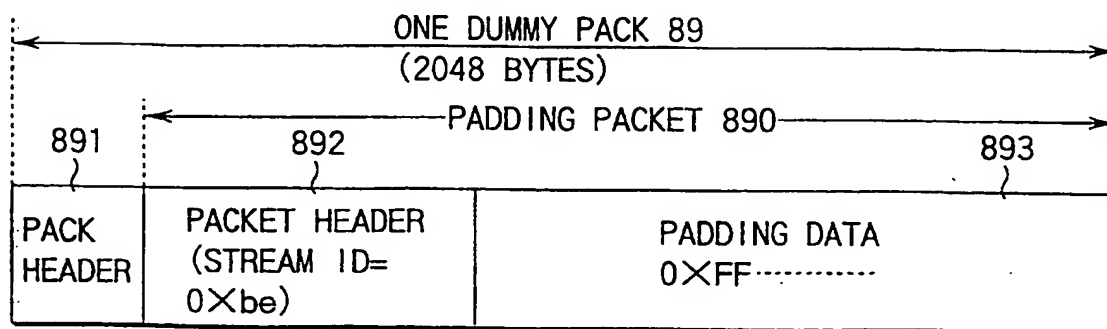 ONE DUMMY PACK 89
(2048 BYTES)
PADDING PACKET 890
891
892
893
PACK
HEADER
PACKET HEADER
(STREAM ID=
0×be)
PADDING DATA
0×FF············